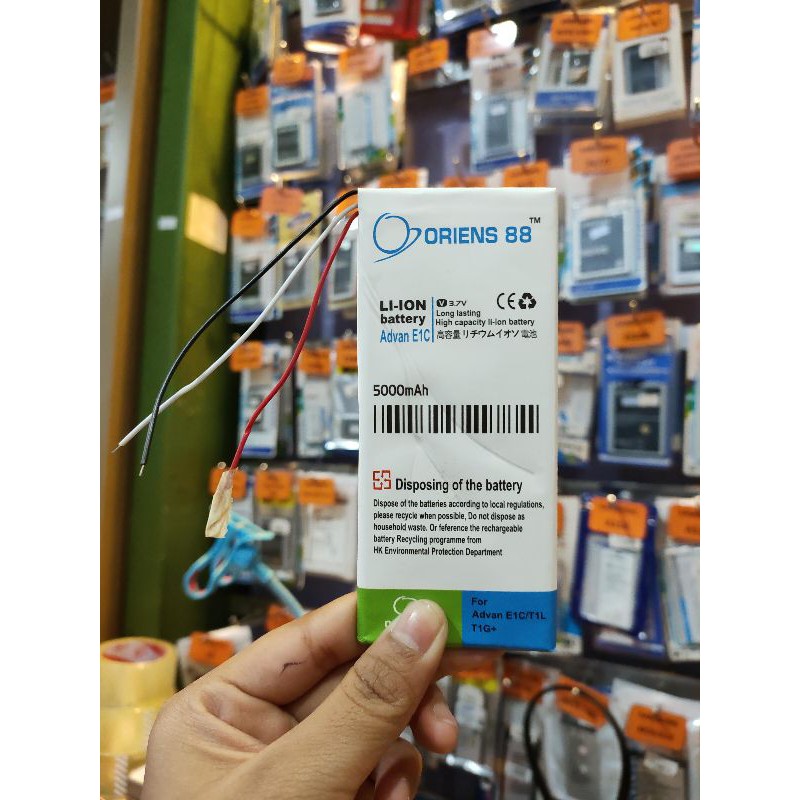 ORIENS 88™
LI-ION
battery
Advan E1C
V 3.7V
Long lasting
High capacity li-ion battery
高容量リチウムイオソ電池
CE
5000mAh
Disposing of the battery
Dispose of the batteries according to local regulations,
please recycle when possible, Do not dispose as
household waste. Or reference the rechargeable
battery Recycling programme from
HK Environmental Protection Department
For
Advan E1C/T1L
T1G+